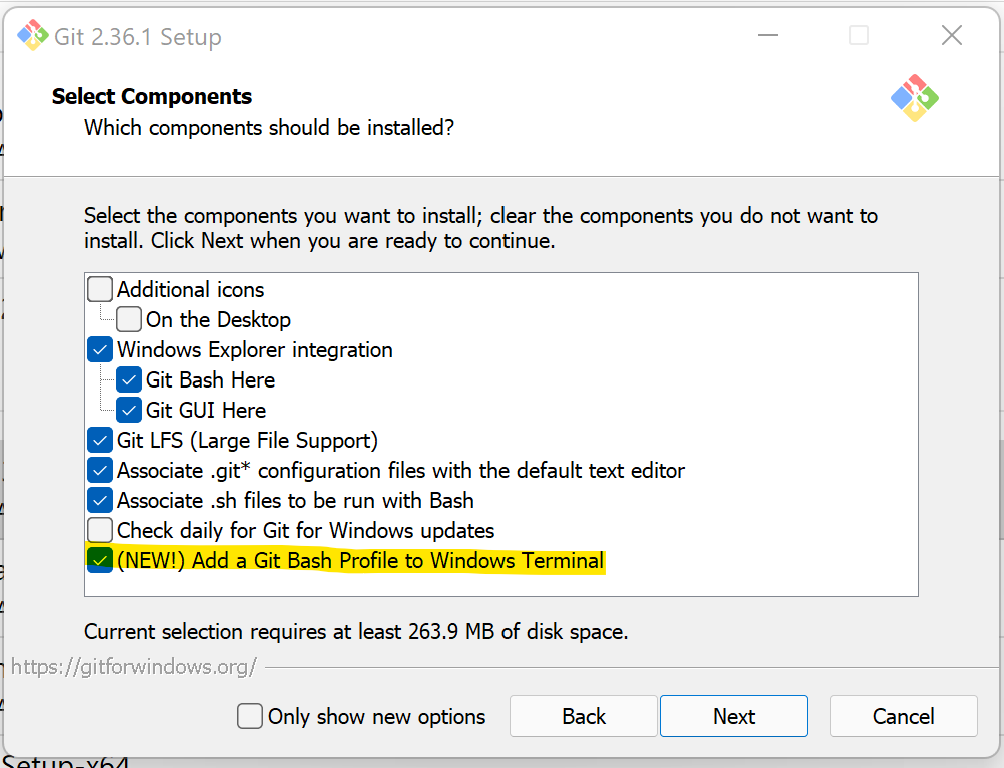 Git 2.36.1 Setup
Select Components
Which components should be installed?
Select the components you want to install; clear the components you do not want to
install. Click Next when you are ready to continue.
Additional icons
On the Desktop
Windows Explorer integration
Git Bash Here
Git GUI Here
Git LFS (Large File Support)
Associate .git* configuration files with the default text editor
Associate .sh files to be run with Bash
Check daily for Git for Windows updates
(NEW!) Add a Git Bash Profile to Windows Terminal
Current selection requires at least 263.9 MB of disk space.
https://gitforwindows.org/
Only show new options
Back
Next
Cancel
Setup-x64